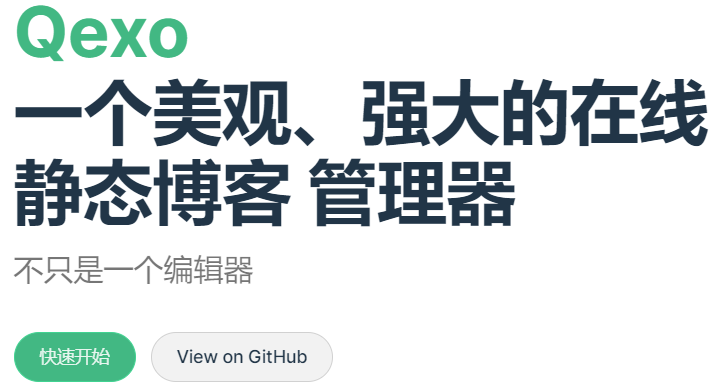 Qexo
一个美观、强大的在线
静态博客 管理器
不只是一个编辑器
快速开始
View on GitHub